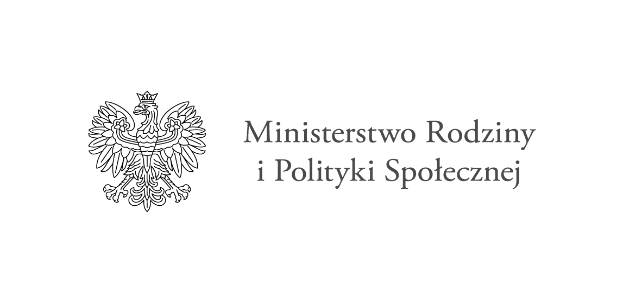 Ministerstwo Rodziny
i Polityki Społecznej